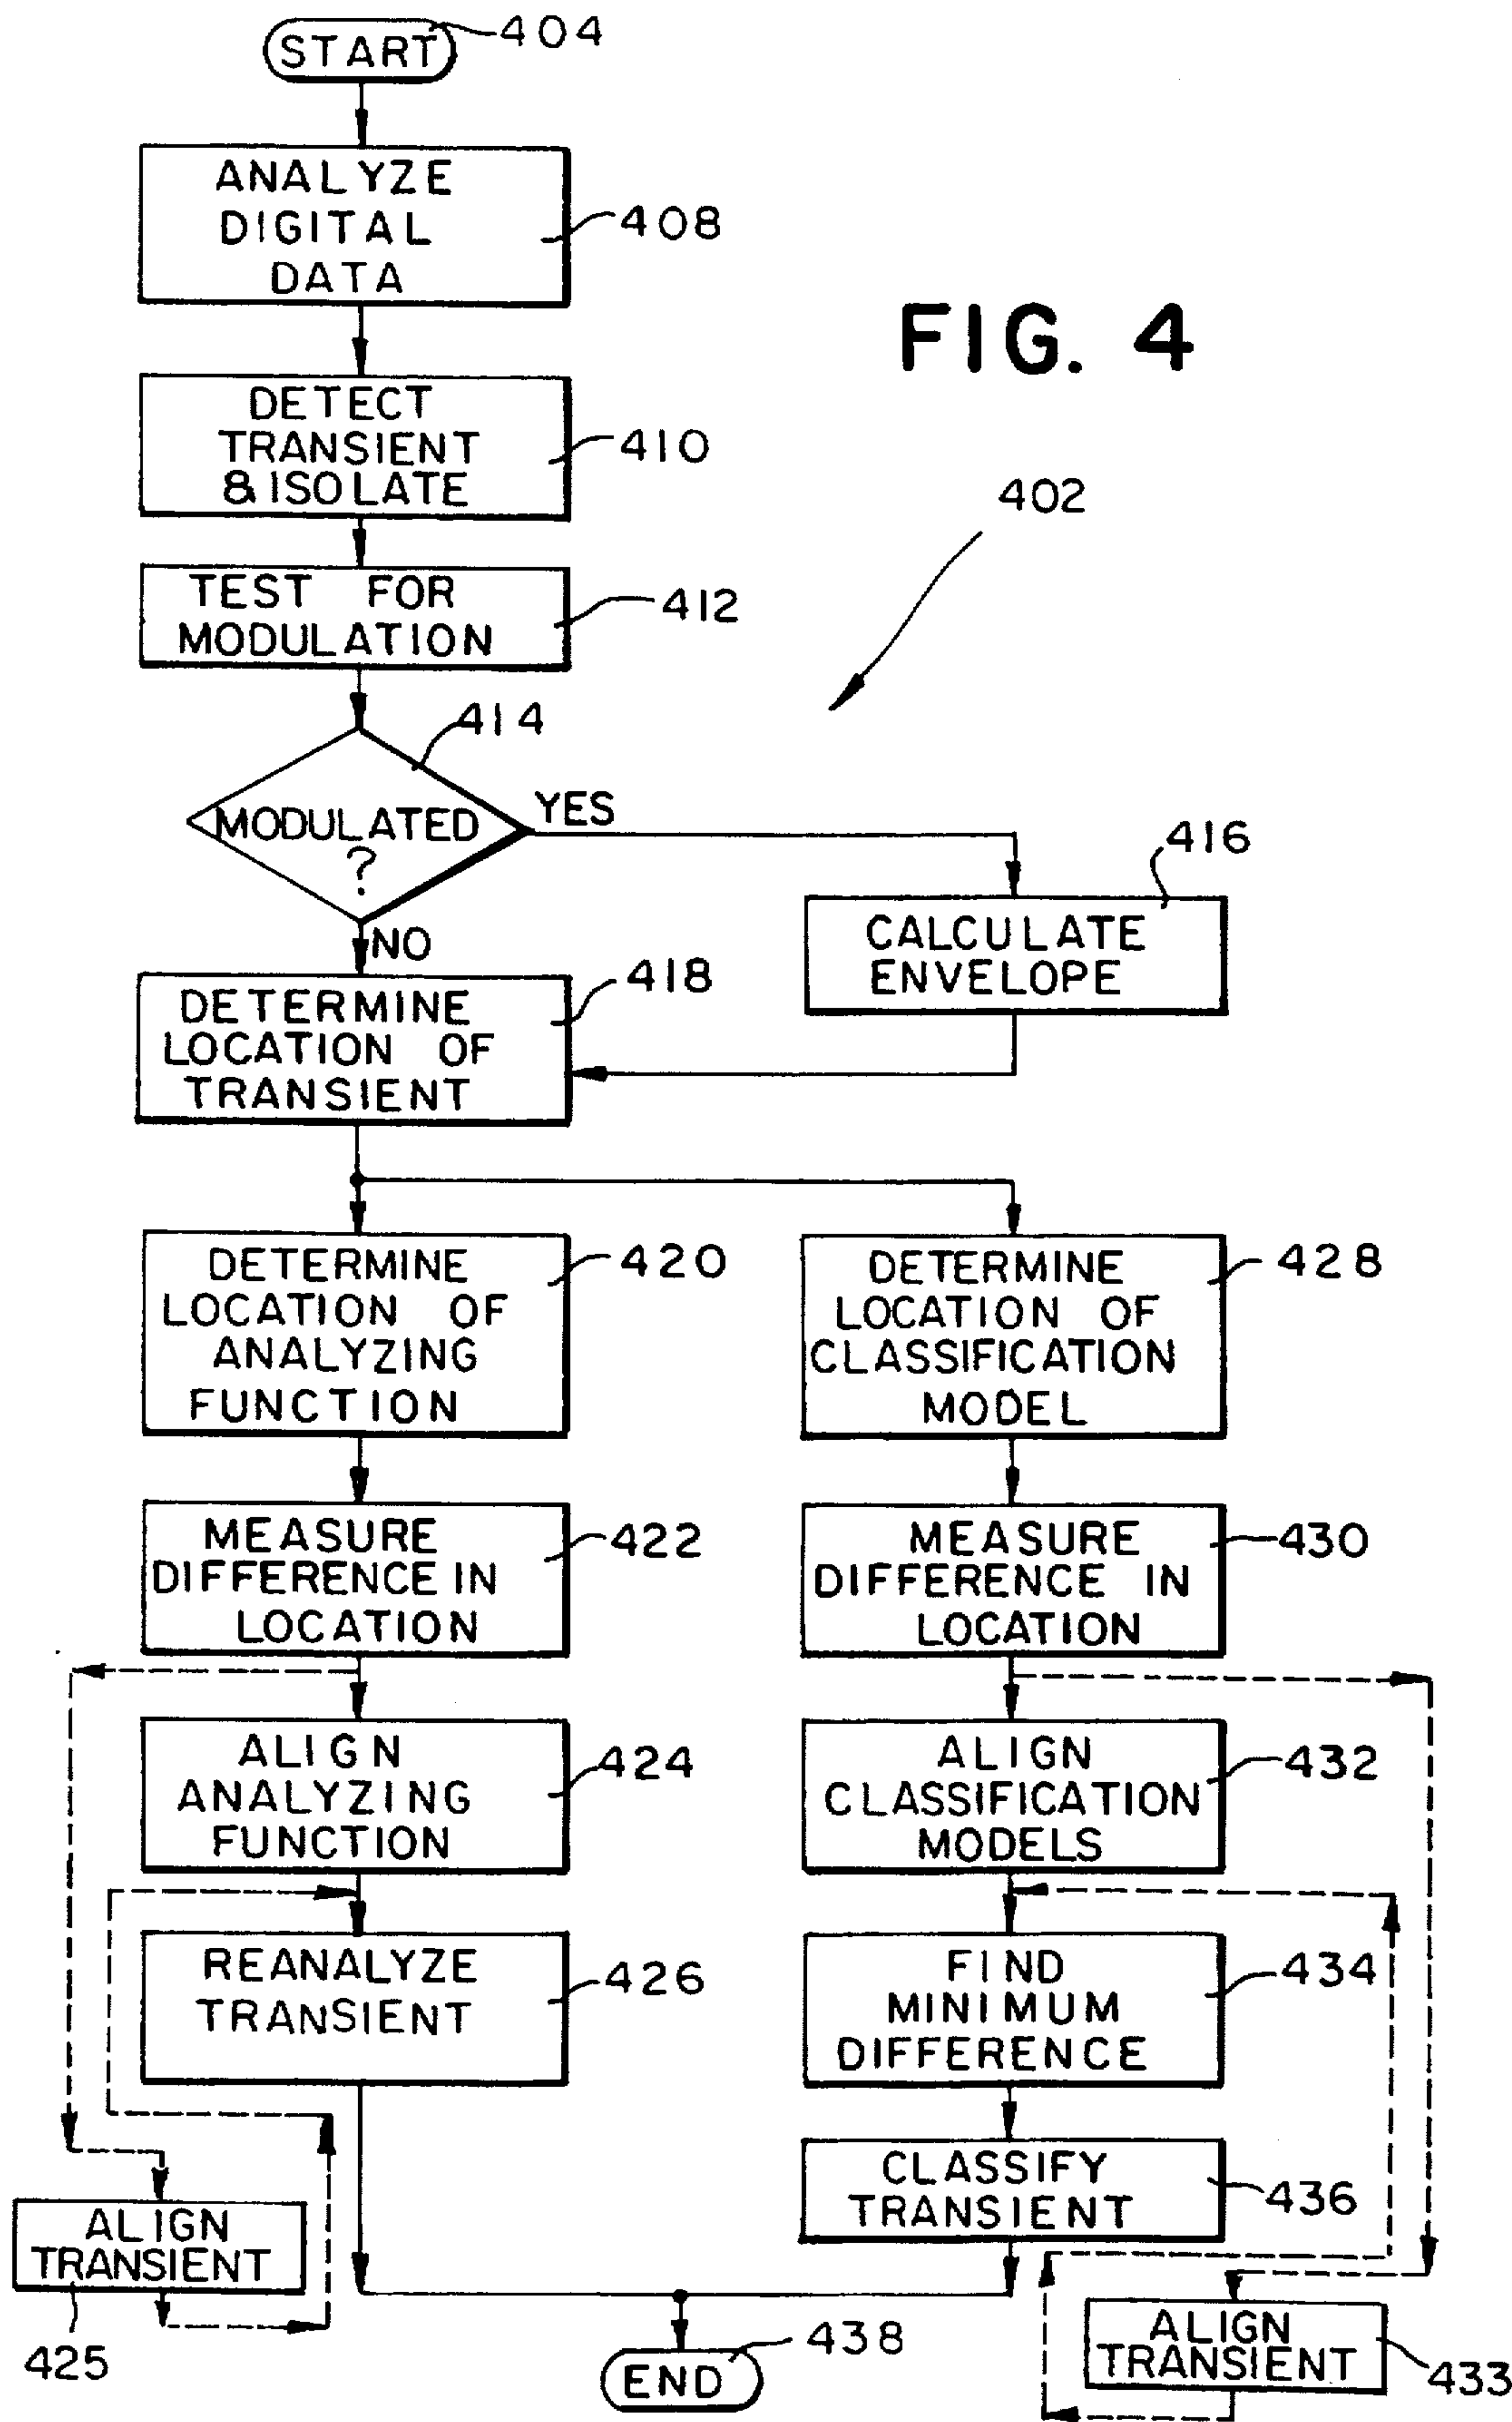 START
404
ANALYZE
DIGITAL
DATA
408
FIG. 4
DETECT
TRANSIENT
& ISOLATE
410
402
TEST FOR
MODULATION
412
414
MODULATED
?
YES
416
CALCULATE
ENVELOPE
NO
418
DETERMINE
LOCATION OF
TRANSIENT
DETERMINE
LOCATION OF
ANALYZING
FUNCTION
420
DETERMINE
LOCATION OF
CLASSIFICATION
MODEL
428
MEASURE
DIFFERENCE IN
LOCATION
422
MEASURE
DIFFERENCE IN
LOCATION
430
ALIGN
ANALYZING
FUNCTION
424
ALIGN
CLASSIFICATION
MODELS
432
REANALYZE
TRANSIENT
426
FIND
MINIMUM
DIFFERENCE
434
CLASSIFY
TRANSIENT
436
ALIGN
TRANSIENT
425
END
438
ALIGN
TRANSIENT
433